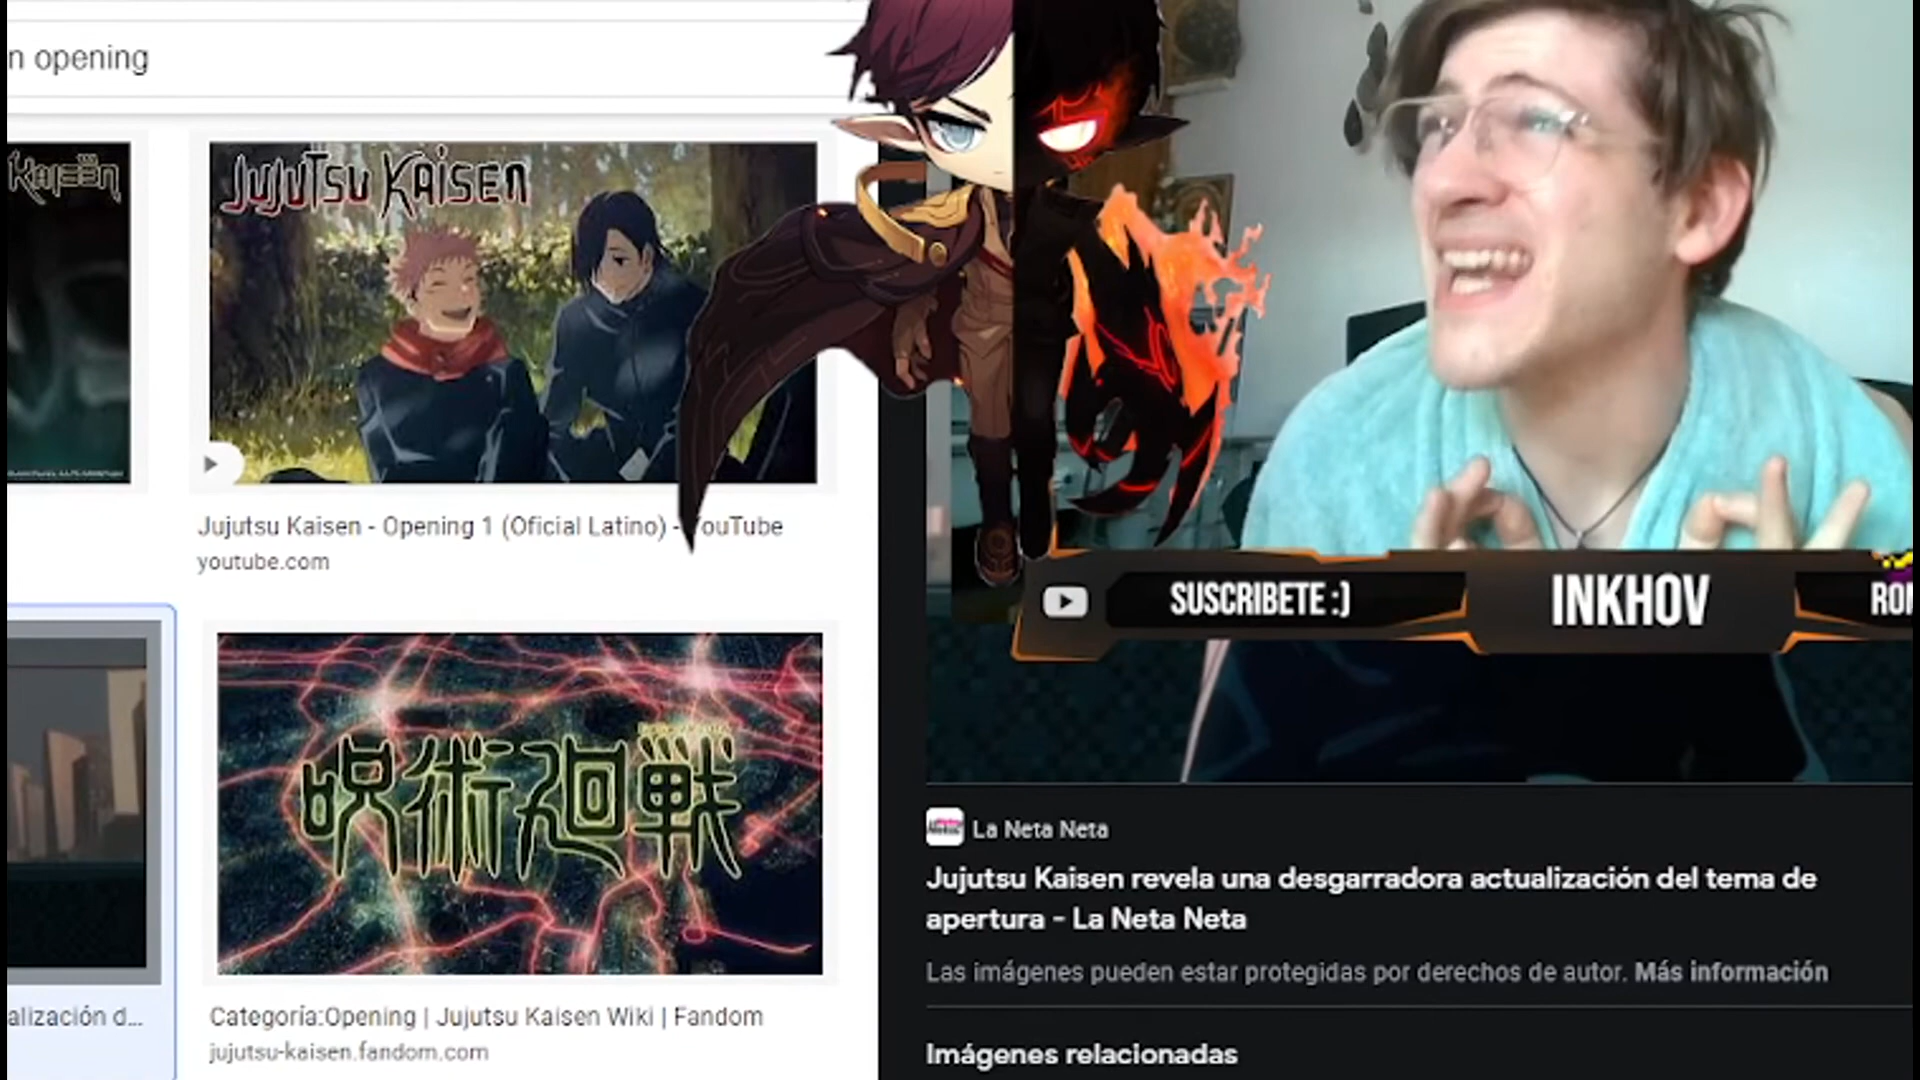 n opening
Kaisen
JUJUTSU KAISEN
Jujutsu Kaisen - Opening 1 (Oficial Latino) - YouTube
youtube.com
呪術廻戦
alización d...
Categoría:Opening | Jujutsu Kaisen Wiki | Fandom
jujutsu-kaisen.fandom.com
SUSCRIBETE :)
INKHOV
La Neta Neta
Jujutsu Kaisen revela una desgarradora actualización del tema de
apertura - La Neta Neta
Las imágenes pueden estar protegidas por derechos de autor. Más información
Imágenes relacionadas